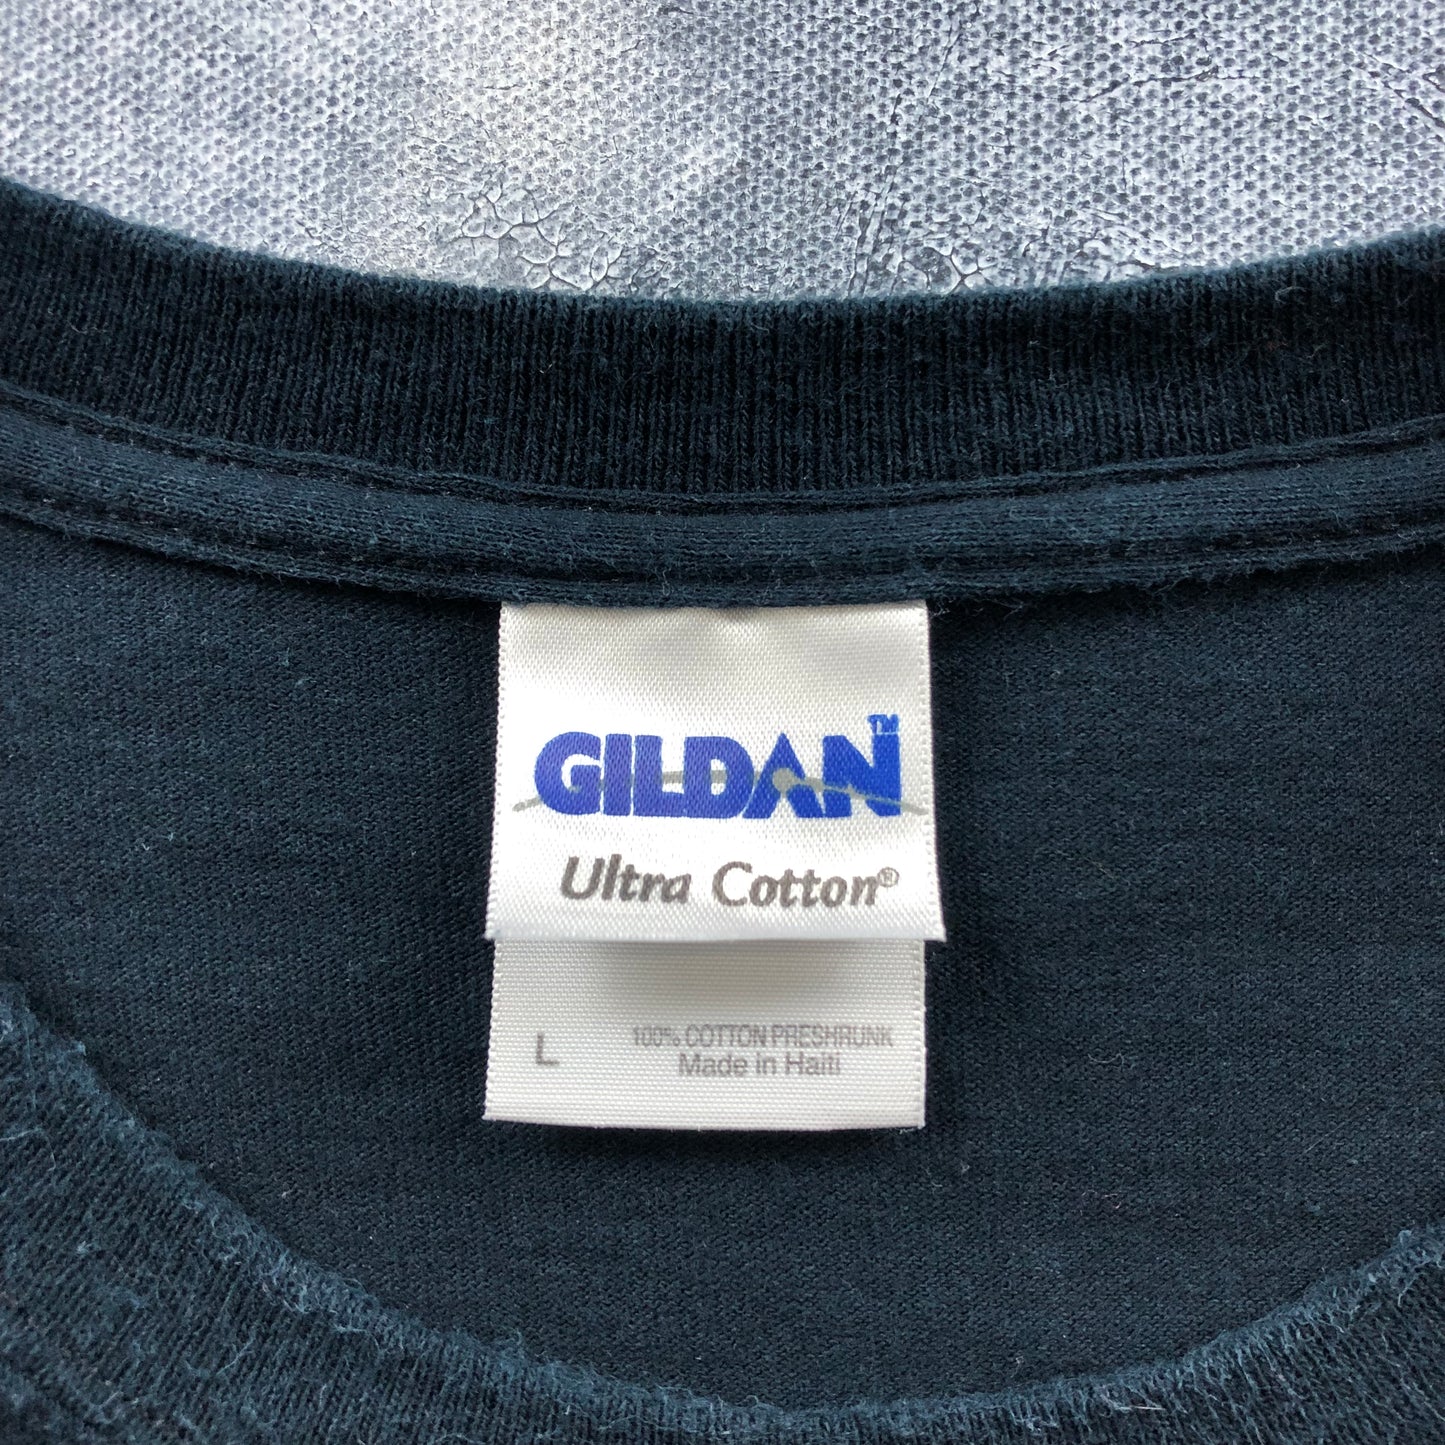 GILDAN™
Ultra Cotton®
L
100% COTTON PRESHRUNK
Made in Haiti